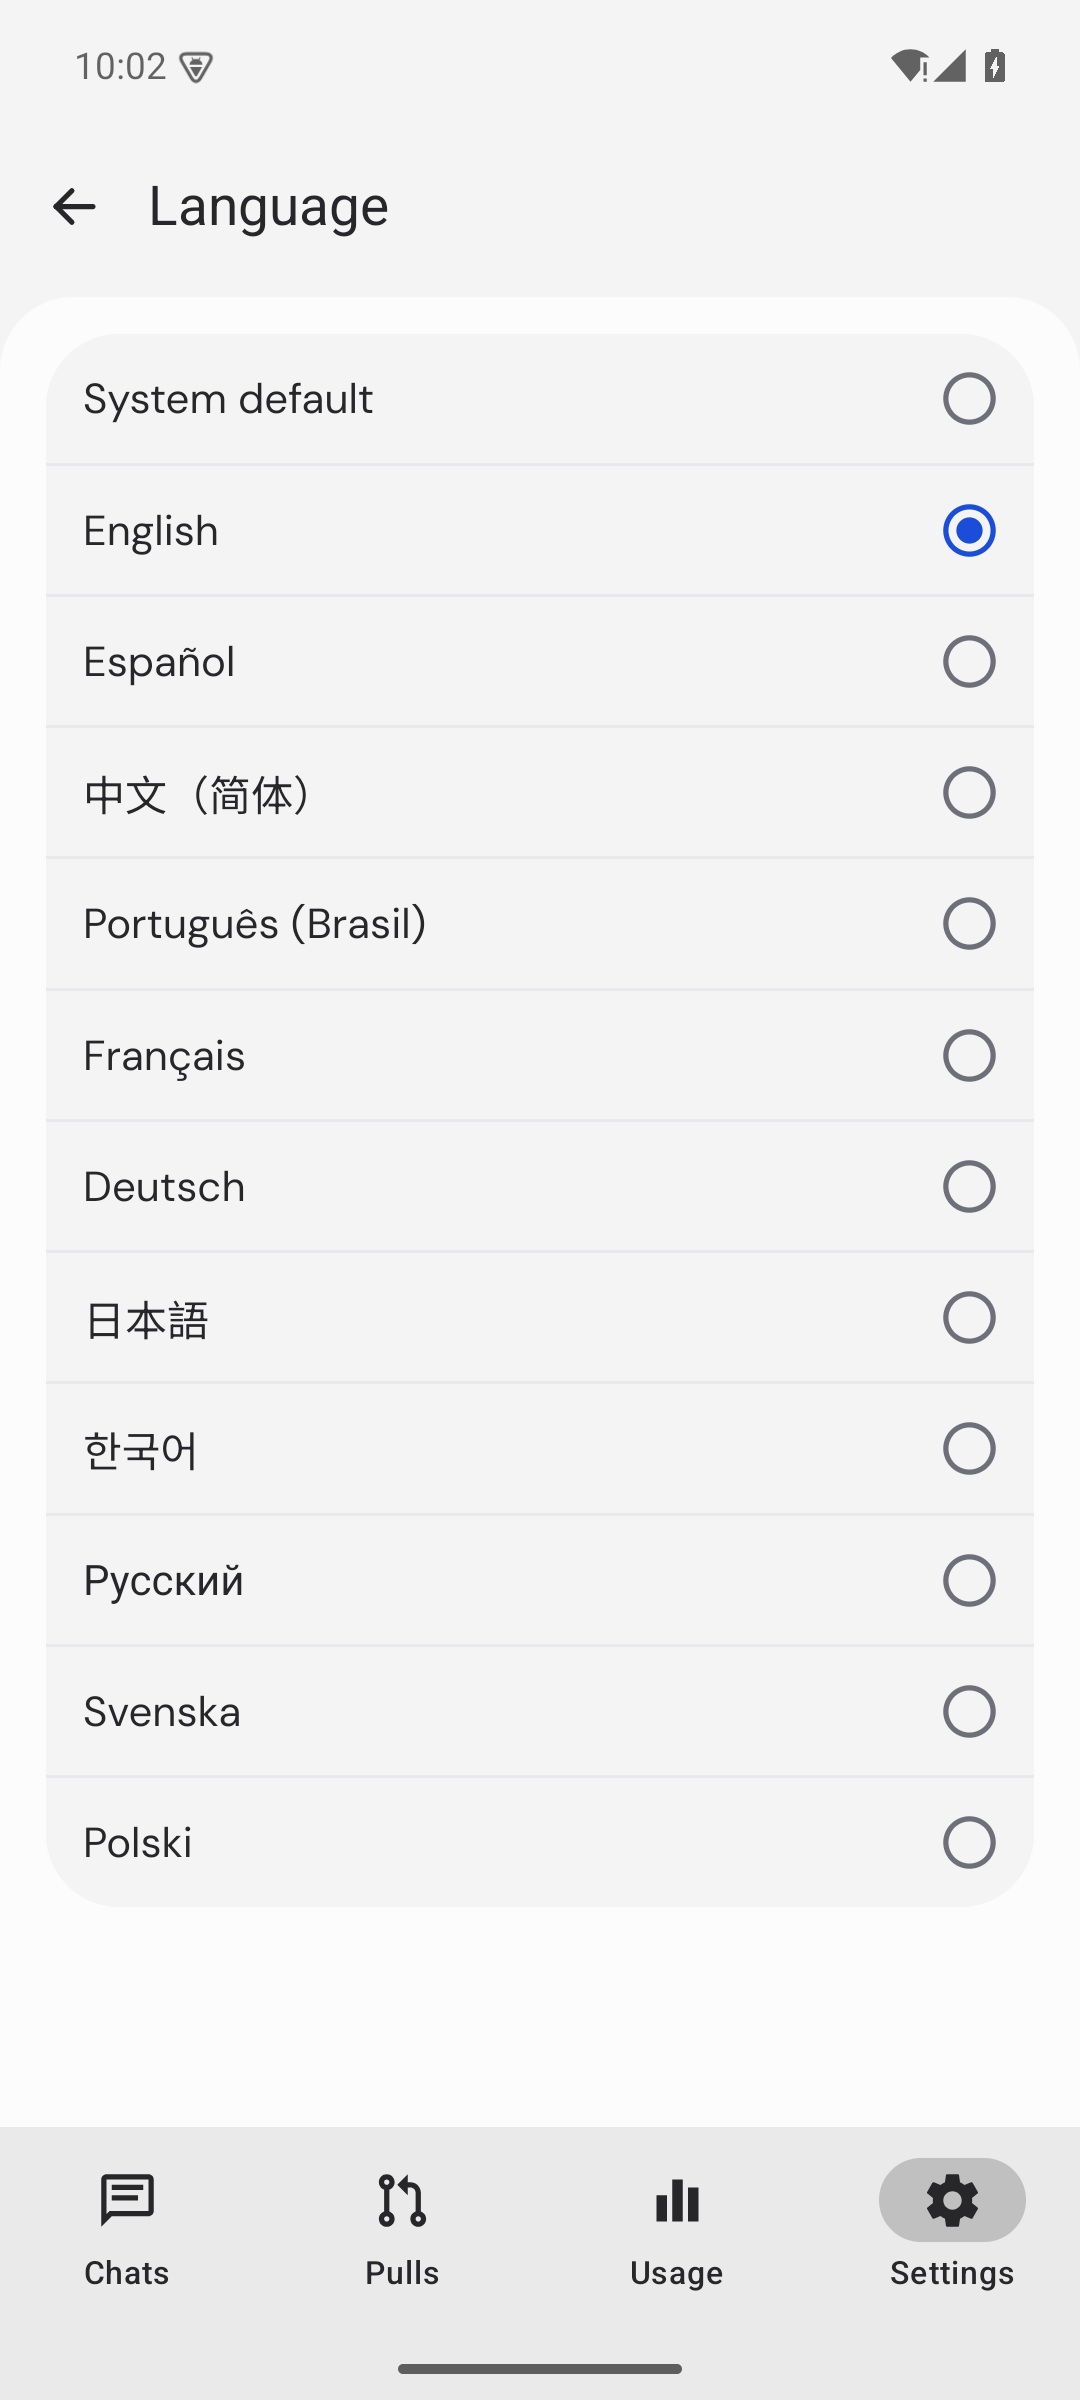 10:02
Language
System default
English
Español
中文（简体）
Português (Brasil)
Français
Deutsch
日本語
한국어
Русский
Svenska
Polski
Chats
Pulls
Usage
Settings